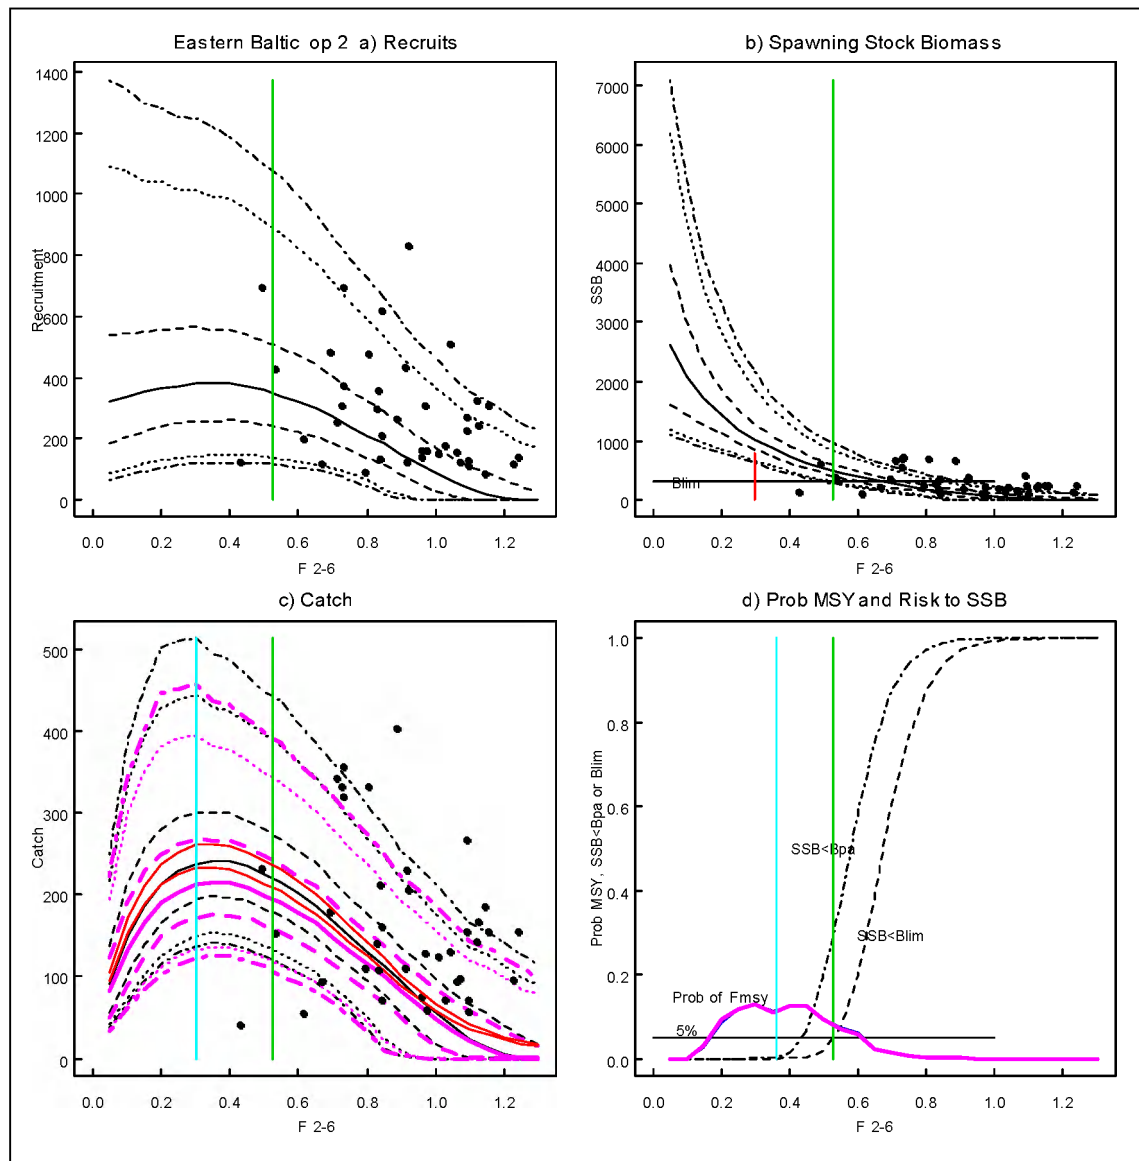 Eastern Baltic op 2 a) Recruits
1400
1200
1000
800
600
400
200
0
Recruitment
0.0 0.2 0.4 0.6 0.8 1.0 1.2
F 2-6
b) Spawning Stock Biomass
7000
6000
5000
4000
3000
2000
1000
0
SSB
Blim
0.0 0.2 0.4 0.6 0.8 1.0 1.2
F 2-6
c) Catch
500
400
300
200
100
0
Catch
0.0 0.2 0.4 0.6 0.8 1.0 1.2
F 2-6
d) Prob MSY and Risk to SSB
1.0
0.8
0.6
0.4
0.2
0.0
Prob MSY, SSB<Bpa or Blim
SSB<Bpa
SSB<Blim
Prob of Fmsy
5%
0.0 0.2 0.4 0.6 0.8 1.0 1.2
F 2-6